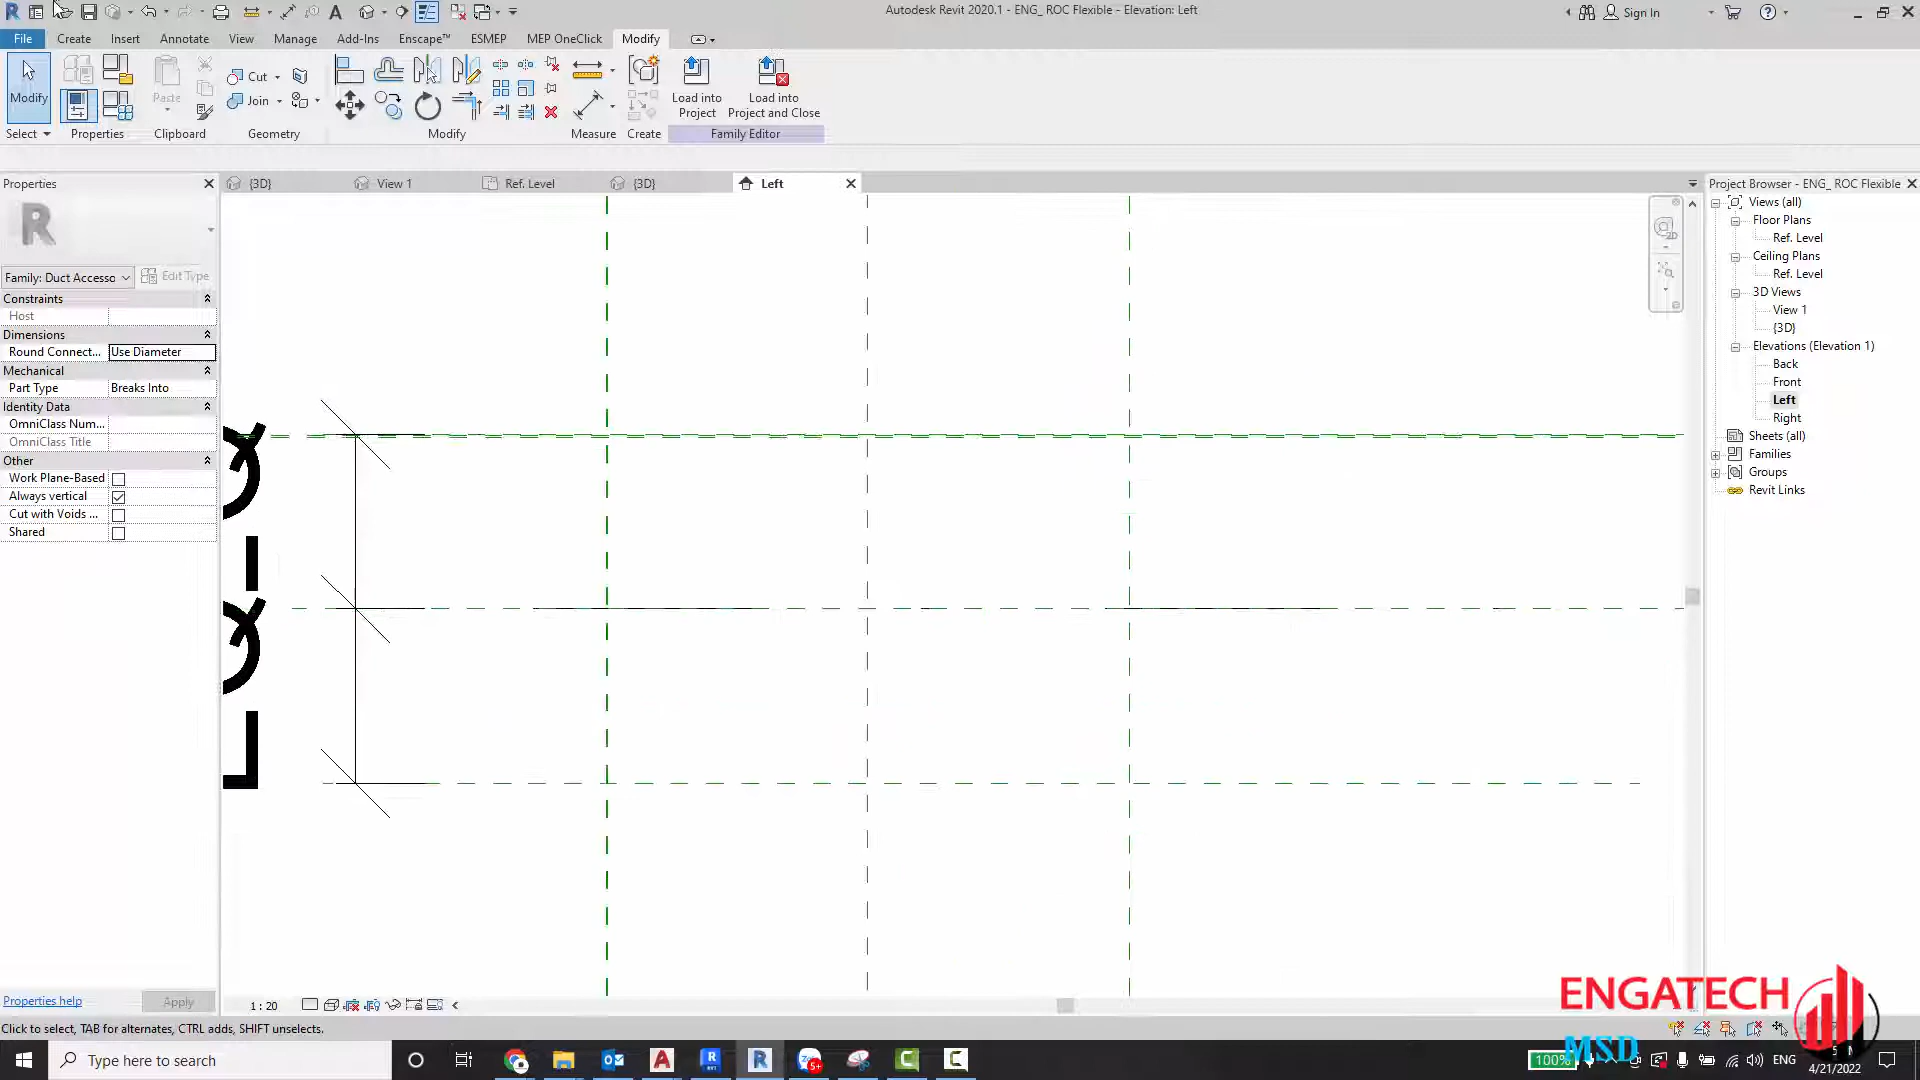 Autodesk Revit 2020.1 - ENG_ ROC Flexible - Elevation: Left
Sign In
File Create Insert Annotate View Manage Add-Ins Enscape™ ESMEP MEP OneClick Modify
Modify
Paste
Cut
Join
Load into Project
Load into Project and Close
Select Properties Clipboard Geometry Modify Measure Create Family Editor
Properties
{3D} View 1 Ref. Level {3D} Left
Project Browser - ENG_ ROC Flexible
Family: Duct Accesso
Edit Type
Constraints
Host
Dimensions
Round Connect... Use Diameter
Mechanical
Part Type Breaks Into
Identity Data
OmniClass Num...
OmniClass Title
Other
Work Plane-Based
Always vertical
Cut with Voids ...
Shared
Properties help
Apply
2D
Views (all)
Floor Plans
Ref. Level
Ceiling Plans
Ref. Level
3D Views
View 1
{3D}
Elevations (Elevation 1)
Back
Front
Left
Right
Sheets (all)
Families
Groups
Revit Links
1 : 20
Click to select, TAB for alternates, CTRL adds, SHIFT unselects.
ENGATECH
MSD
Type here to search
100%
ENG
4/21/2022